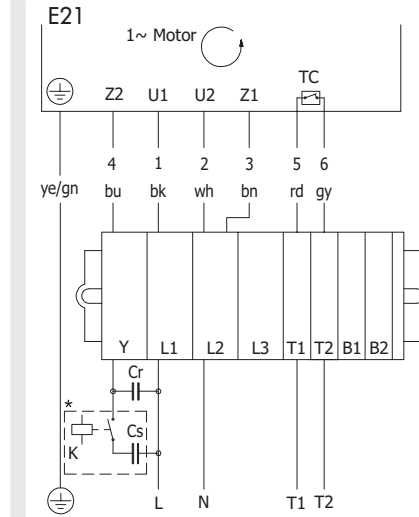 E21
1~ Motor
TC
Z2 U1 U2 Z1
4 1 2 3 5 6
ye/gn bu bk wh bn rd gy
Y L1 L2 L3 T1 T2 B1 B2
Cr
*
K Cs
L N T1 T2